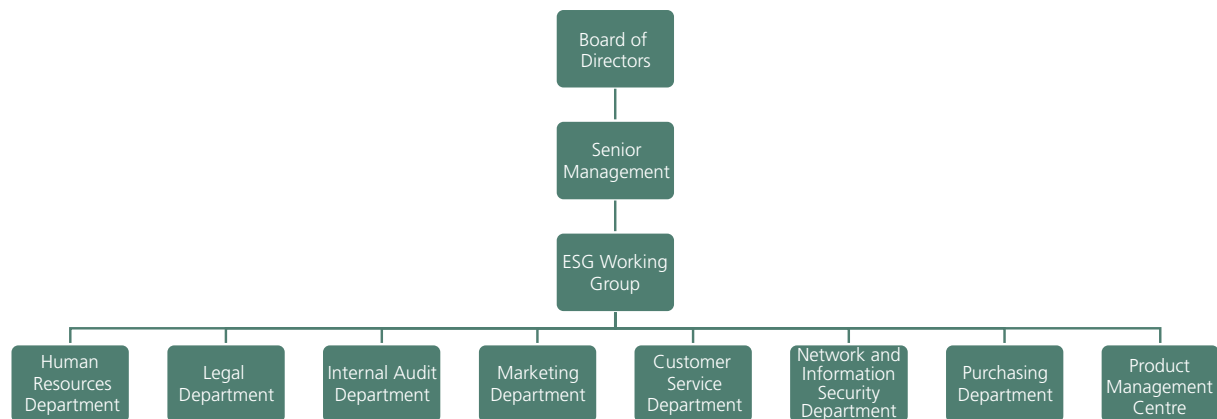 Board of
Directors
Senior
Management
ESG Working
Group
Human
Resources
Department
Legal
Department
Internal Audit
Department
Marketing
Department
Customer
Service
Department
Network and
Information
Security
Department
Purchasing
Department
Product
Management
Centre